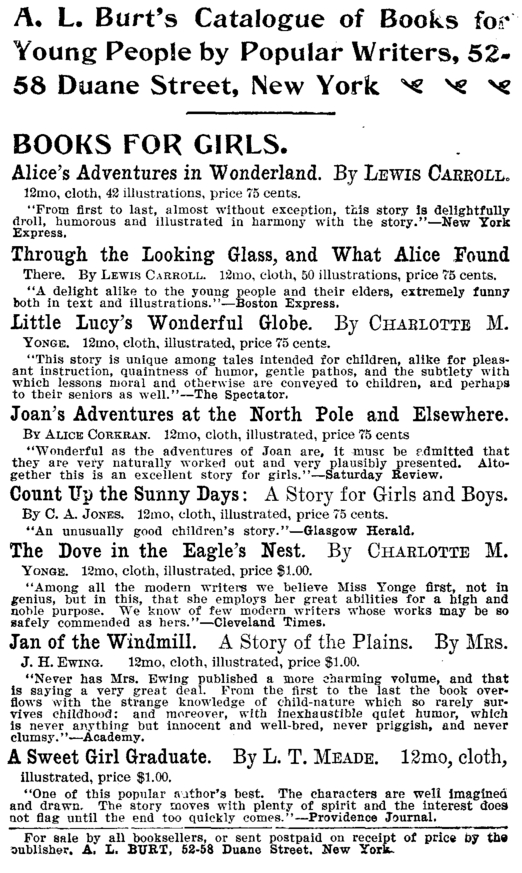 A. L. Burt's Catalogue of Books for
Young People by Popular Writers, 52-
58 Duane Street, New York
BOOKS FOR GIRLS.
Alice's Adventures in Wonderland. By LEWIS CARROLL.
12mo, cloth, 42 illustrations, price 75 cents.
"From first to last, almost without exception, this story is delightfully
droll, humorous and illustrated in harmony with the story."—New York
Express.
Through the Looking Glass, and What Alice Found
There. By LEWIS CARROLL. 12mo, cloth, 50 illustrations, price 75 cents.
"A delight alike to the young people and their elders, extremely funny
both in text and illustrations."—Boston Express.
Little Lucy's Wonderful Globe. By CHARLOTTE M.
YONGE. 12mo, cloth, illustrated, price 75 cents.
"This story is unique among tales intended for children, alike for pleas-
ant instruction, quaintness of humor, gentle pathos, and the subtlety with
which lessons moral and otherwise are conveyed to children, and perhaps
to their seniors as well."—The Spectator.
Joan's Adventures at the North Pole and Elsewhere.
BY ALICE CORKRAN. 12mo, cloth, illustrated, price 75 cents
"Wonderful as the adventures of Joan are, it must be admitted that
they are very naturally worked out and very plausibly presented. Alto-
gether this is an excellent story for girls."—Saturday Review.
Count Up the Sunny Days: A Story for Girls and Boys.
By C. A. JONES. 12mo, cloth, illustrated, price 75 cents.
"An unusually good children's story."—Glasgow Herald.
The Dove in the Eagle's Nest. By CHARLOTTE M.
YONGE. 12mo, cloth, illustrated, price $1.00.
"Among all the modern writers we believe Miss Yonge first, not in
genius, but in this, that she employs her great abilities for a high and
noble purpose. We know of few modern writers whose works may be so
safely commended as hers."—Cleveland Times.
Jan of the Windmill. A Story of the Plains. By MRS.
J. H. EWING. 12mo, cloth, illustrated, price $1.00.
"Never has Mrs. Ewing published a more charming volume, and that
is saying a very great deal. From the first to the last the book over-
flows with the strange knowledge of child-nature which so rarely sur-
vives childhood: and moreover, with inexhaustible quiet humor, which
is never anything but innocent and well-bred, never priggish, and never
clumsy."—Academy.
A Sweet Girl Graduate. By L. T. MEADE. 12mo, cloth,
illustrated, price $1.00.
"One of this popular author's best. The characters are well imagined
and drawn. The story moves with plenty of spirit and the interest does
not flag until the end too quickly comes."—Providence Journal.
For sale by all booksellers, or sent postpaid on receipt of price by the
publisher, A. L. BURT, 52-58 Duane Street, New York.